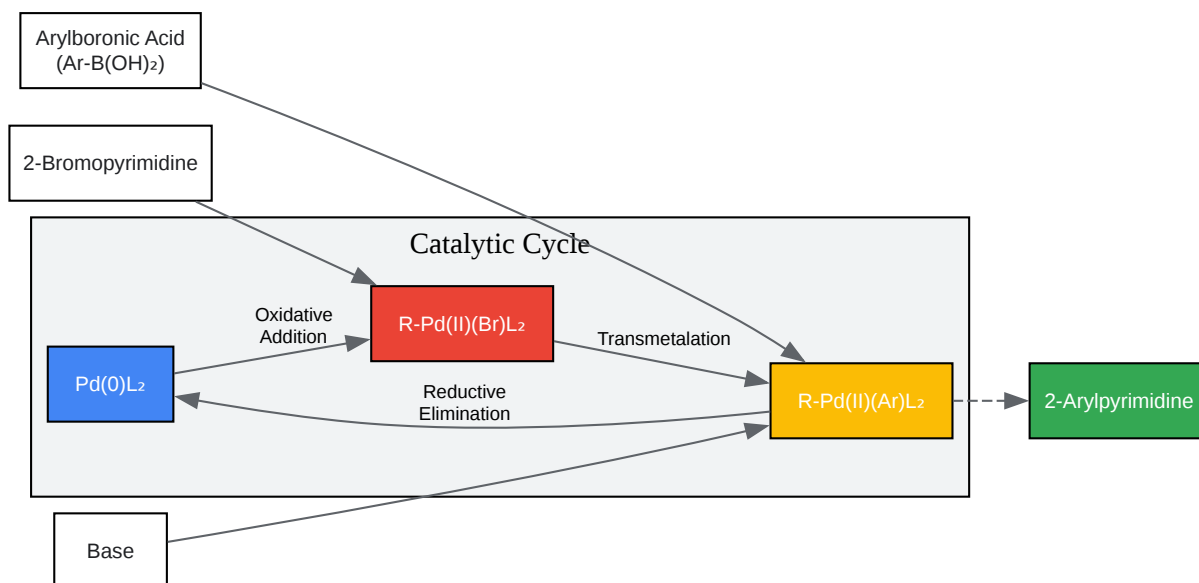 Arylboronic Acid
(Ar-B(OH)₂)
2-Bromopyrimidine
Catalytic Cycle
Oxidative
Addition
R-Pd(II)(Br)L₂
Transmetalation
Pd(0)L₂
Reductive
Elimination
R-Pd(II)(Ar)L₂
2-Arylpyrimidine
Base